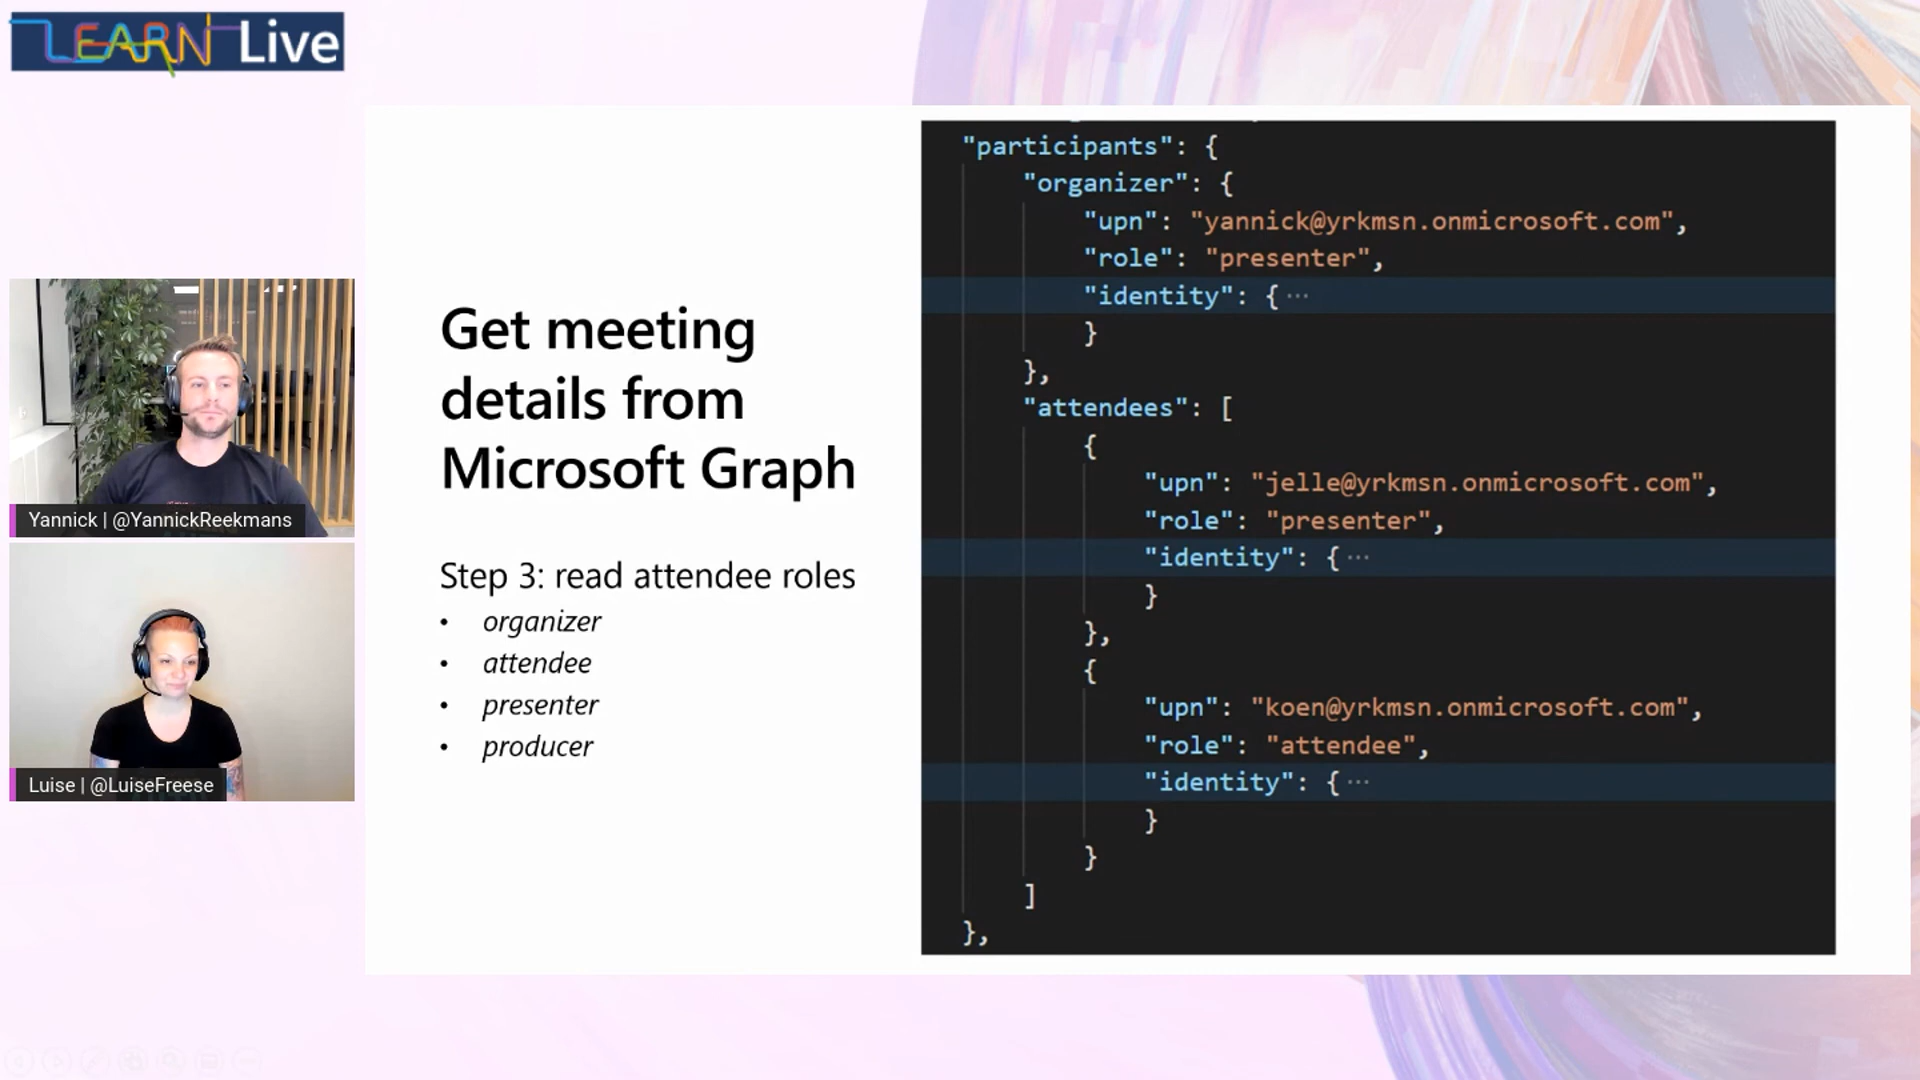 LEARN Live
Yannick | @YannickReekmans
Luise | @LuiseFreese
Get meeting
details from
Microsoft Graph
Step 3: read attendee roles
• organizer
• attendee
• presenter
• producer
"participants": {
"organizer": {
"upn": "yannick@yrkmsn.onmicrosoft.com",
"role": "presenter",
"identity": { ···
}
},
"attendees": [
{
"upn": "jelle@yrkmsn.onmicrosoft.com",
"role": "presenter",
"identity": { ···
}
},
{
"upn": "koen@yrkmsn.onmicrosoft.com",
"role": "attendee",
"identity": { ···
}
}
]
},